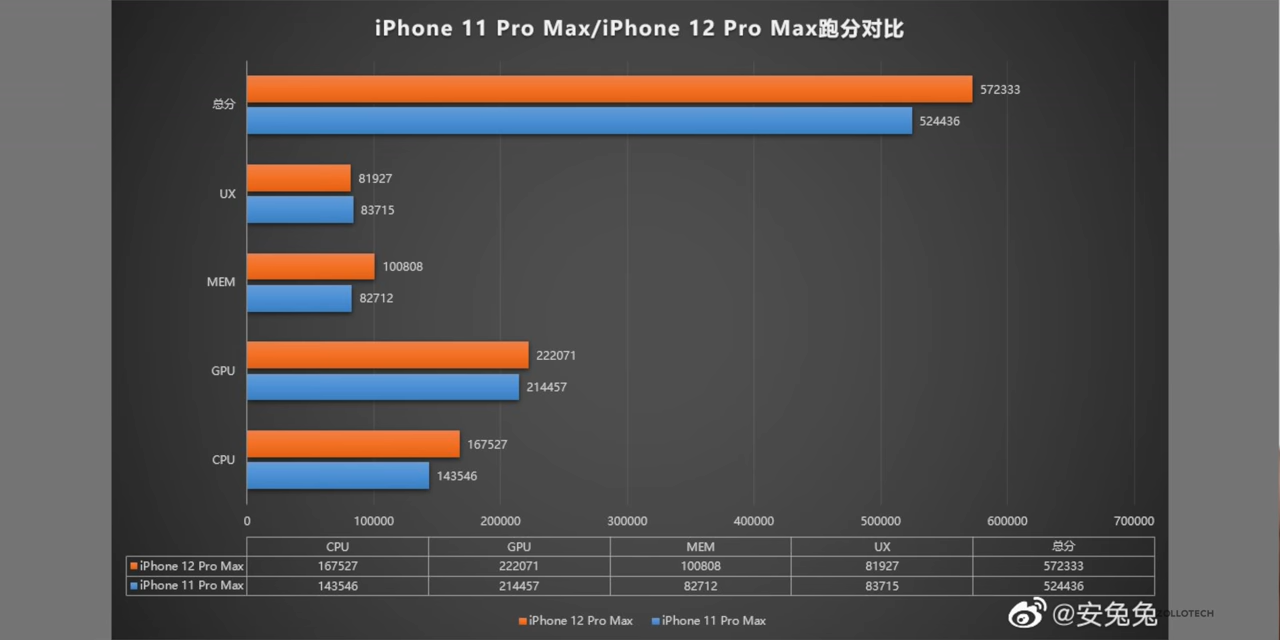 iPhone 11 Pro Max/iPhone 12 Pro Max跑分对比
总分
572333
524436
UX
81927
83715
MEM
100808
82712
GPU
222071
214457
CPU
167527
143546
0 100000 200000 300000 400000 500000 600000 700000
CPU GPU MEM UX 总分
iPhone 12 Pro Max 167527 222071 100808 81927 572333
iPhone 11 Pro Max 143546 214457 82712 83715 524436
iPhone 12 Pro Max iPhone 11 Pro Max
@安兔兔